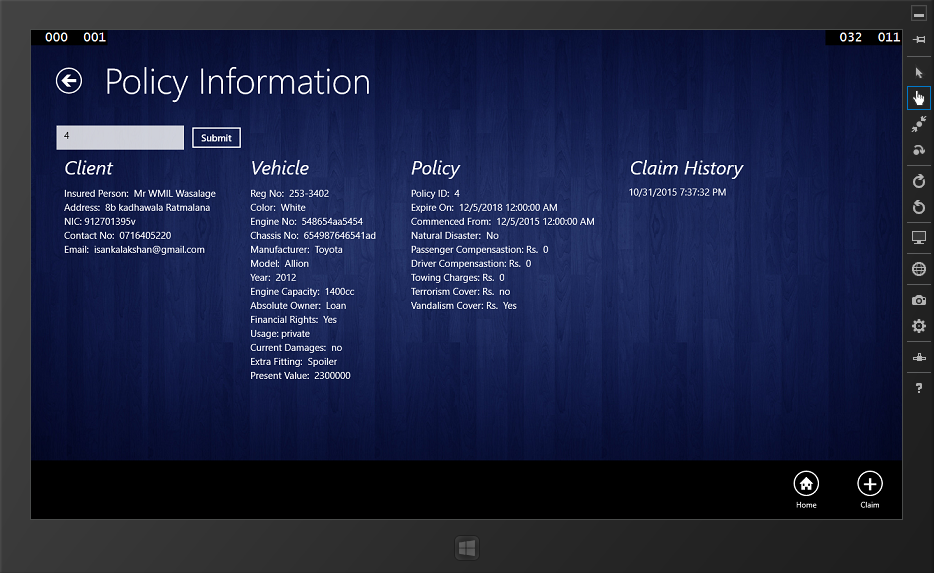 000 001
032 011
Policy Information
4
Submit
Client
Insured Person: Mr WMIL Wasalage
Address: 8b kadhawala Ratmalana
NIC: 912701395v
Contact No: 0716405220
Email: isankalakshan@gmail.com
Vehicle
Reg No: 253-3402
Color: White
Engine No: 548654aa5454
Chassis No: 654987646541ad
Manufacturer: Toyota
Model: Allion
Year: 2012
Engine Capacity: 1400cc
Absolute Owner: Loan
Financial Rights: Yes
Usage: private
Current Damages: no
Extra Fitting: Spoiler
Present Value: 2300000
Policy
Policy ID: 4
Expire On: 12/5/2018 12:00:00 AM
Commenced From: 12/5/2015 12:00:00 AM
Natural Disaster: No
Passenger Compensastion: Rs. 0
Driver Compensastion: Rs. 0
Towing Charges: Rs. 0
Terrorism Cover: Rs. no
Vandalism Cover: Rs. Yes
Claim History
10/31/2015 7:37:32 PM
Home
Claim
?